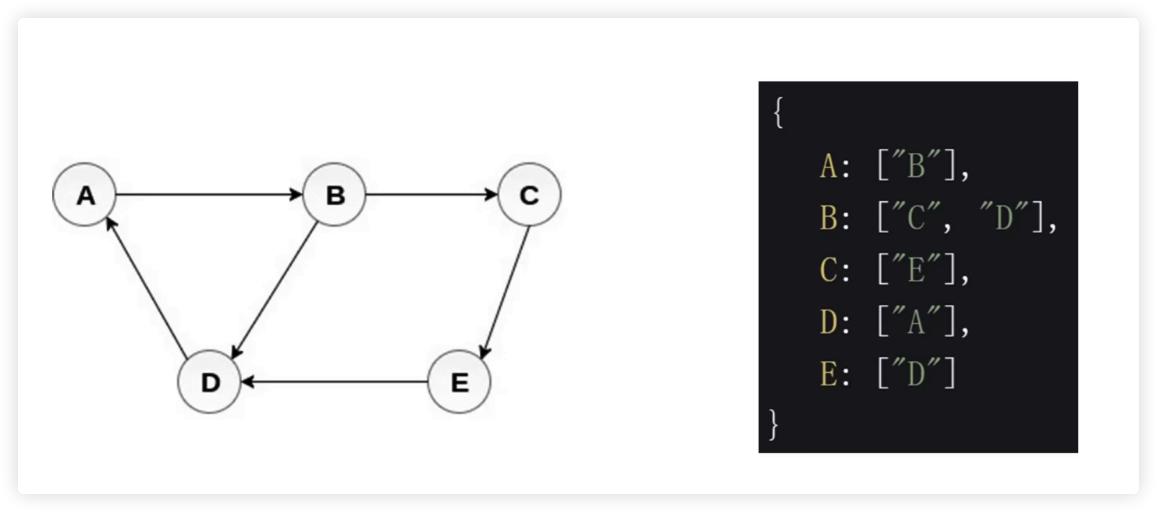 A B C
D E
{
A: ["B"],
B: ["C", "D"],
C: ["E"],
D: ["A"],
E: ["D"]
}